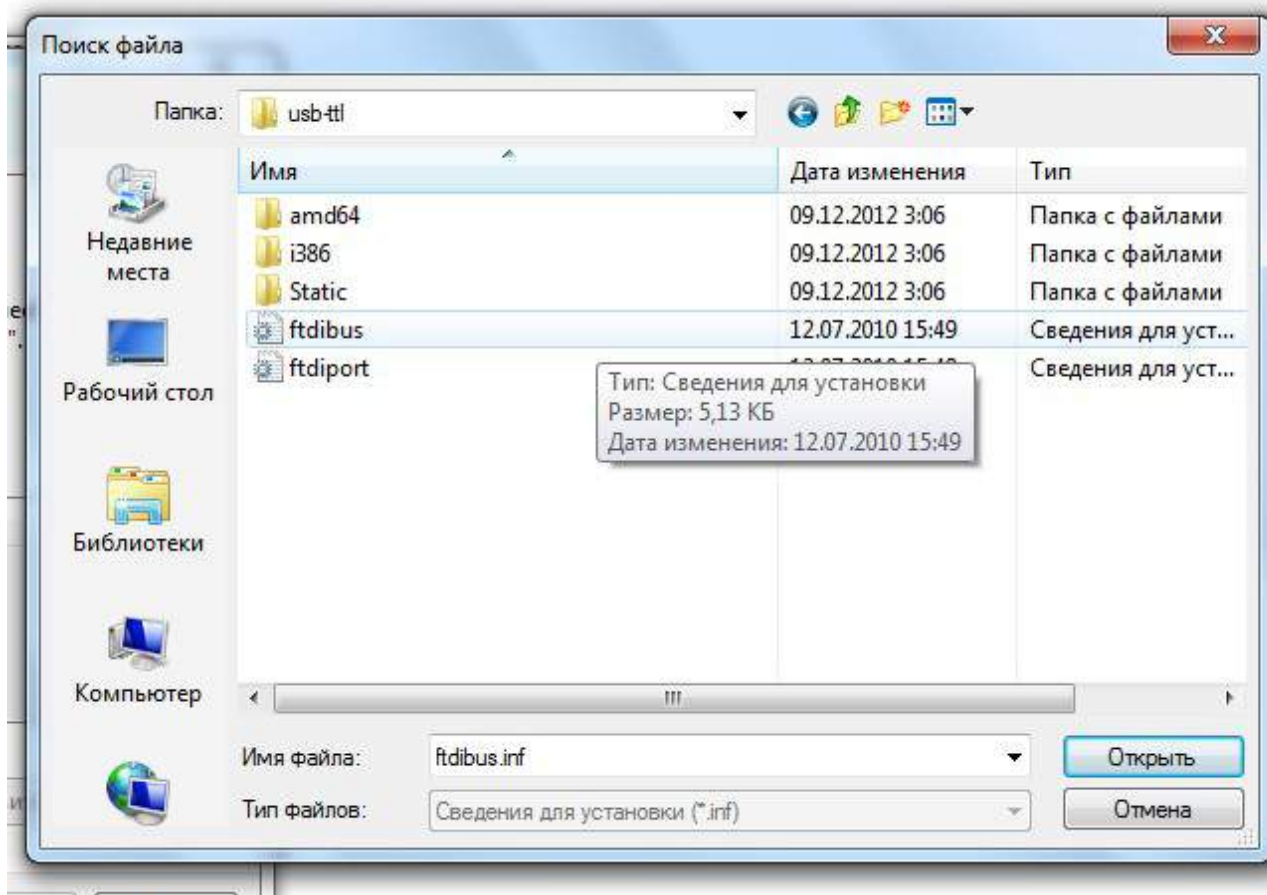 Поиск файла
Папка: usb-ttl
Имя Дата изменения Тип
amd64 09.12.2012 3:06 Папка с файлами
i386 09.12.2012 3:06 Папка с файлами
Static 09.12.2012 3:06 Папка с файлами
ftdibus 12.07.2010 15:49 Сведения для уст...
ftdiport Сведения для уст...
Тип: Сведения для установки
Размер: 5,13 КБ
Дата изменения: 12.07.2010 15:49
Недавние
места
Рабочий стол
Библиотеки
Компьютер
Имя файла: ftdibus.inf Открыть
Тип файлов: Сведения для установки (*.inf) Отмена